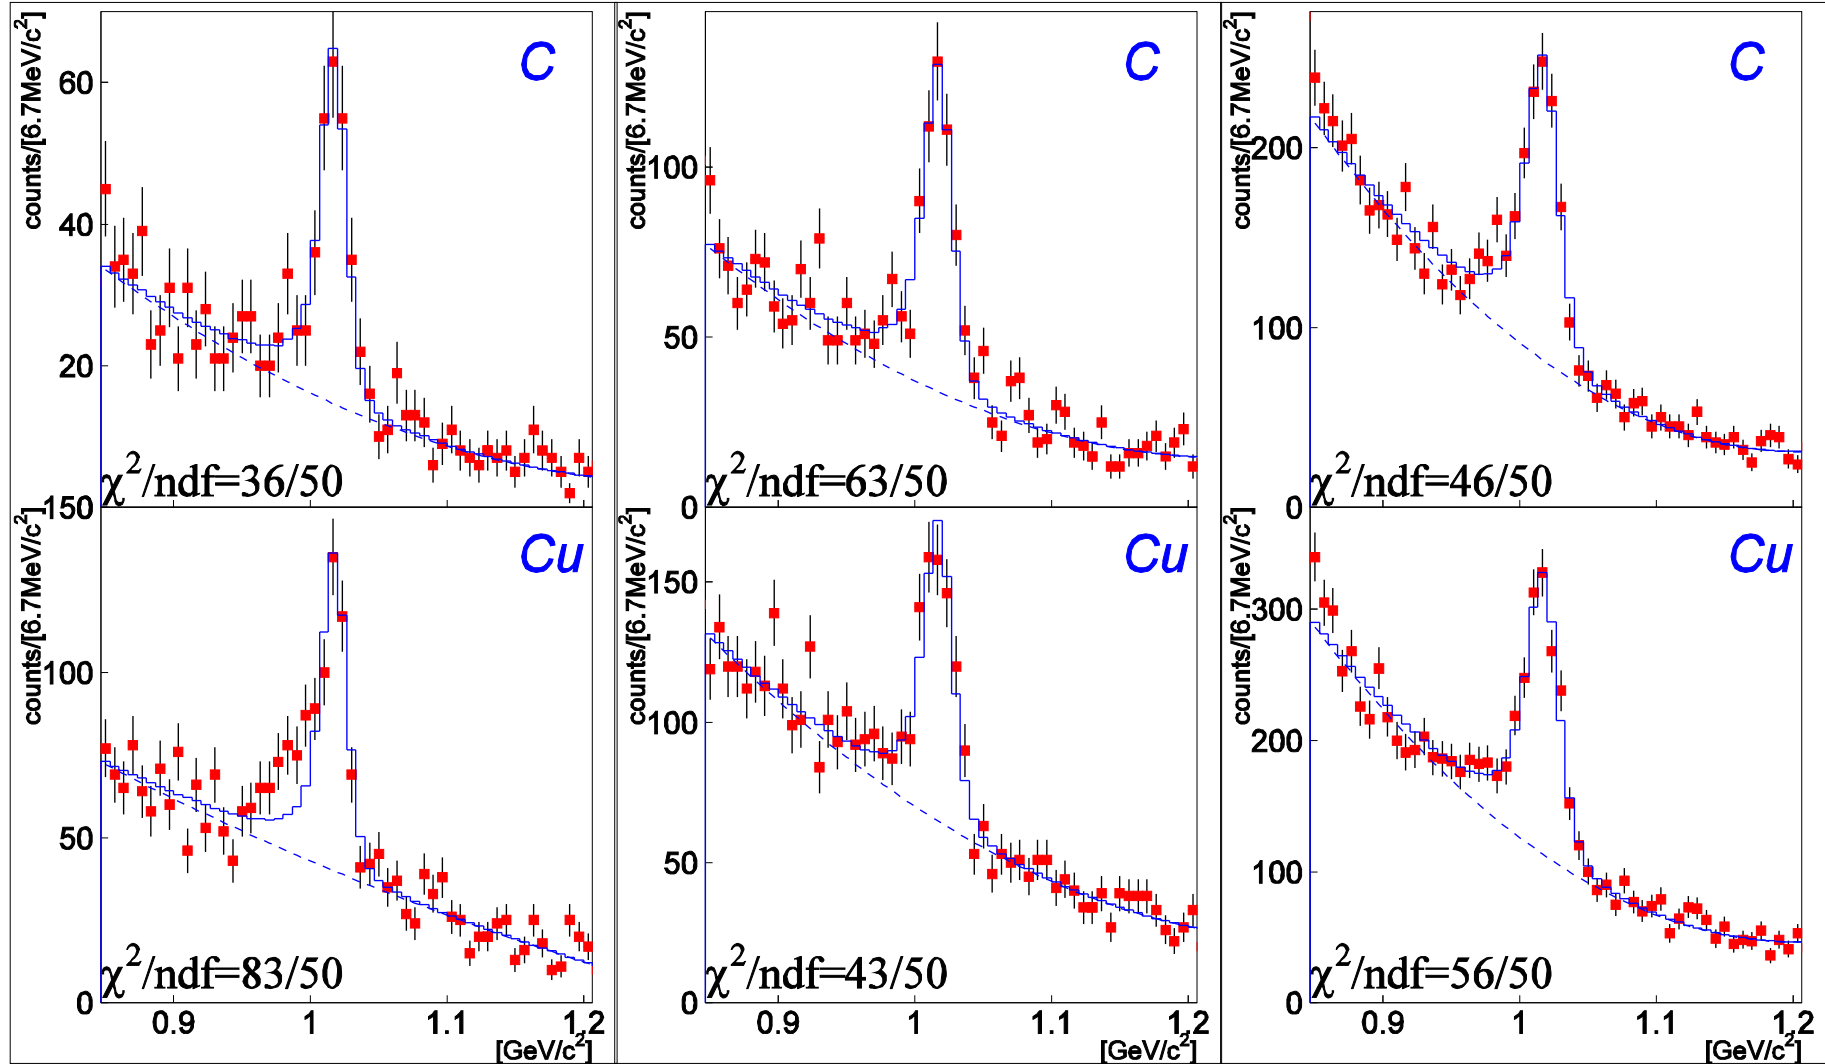 counts/[6.7MeV/c²]
C
60
40
20
χ²/ndf=36/50
counts/[6.7MeV/c²]
C
100
50
0
χ²/ndf=63/50
counts/[6.7MeV/c²]
C
200
100
0
χ²/ndf=46/50
counts/[6.7MeV/c²]
Cu
150
100
50
0
χ²/ndf=83/50
0.9 1 1.1 1.2
[GeV/c²]
counts/[6.7MeV/c²]
Cu
150
100
50
0
χ²/ndf=43/50
0.9 1 1.1 1.2
[GeV/c²]
counts/[6.7MeV/c²]
Cu
300
200
100
0
χ²/ndf=56/50
0.9 1 1.1 1.2
[GeV/c²]